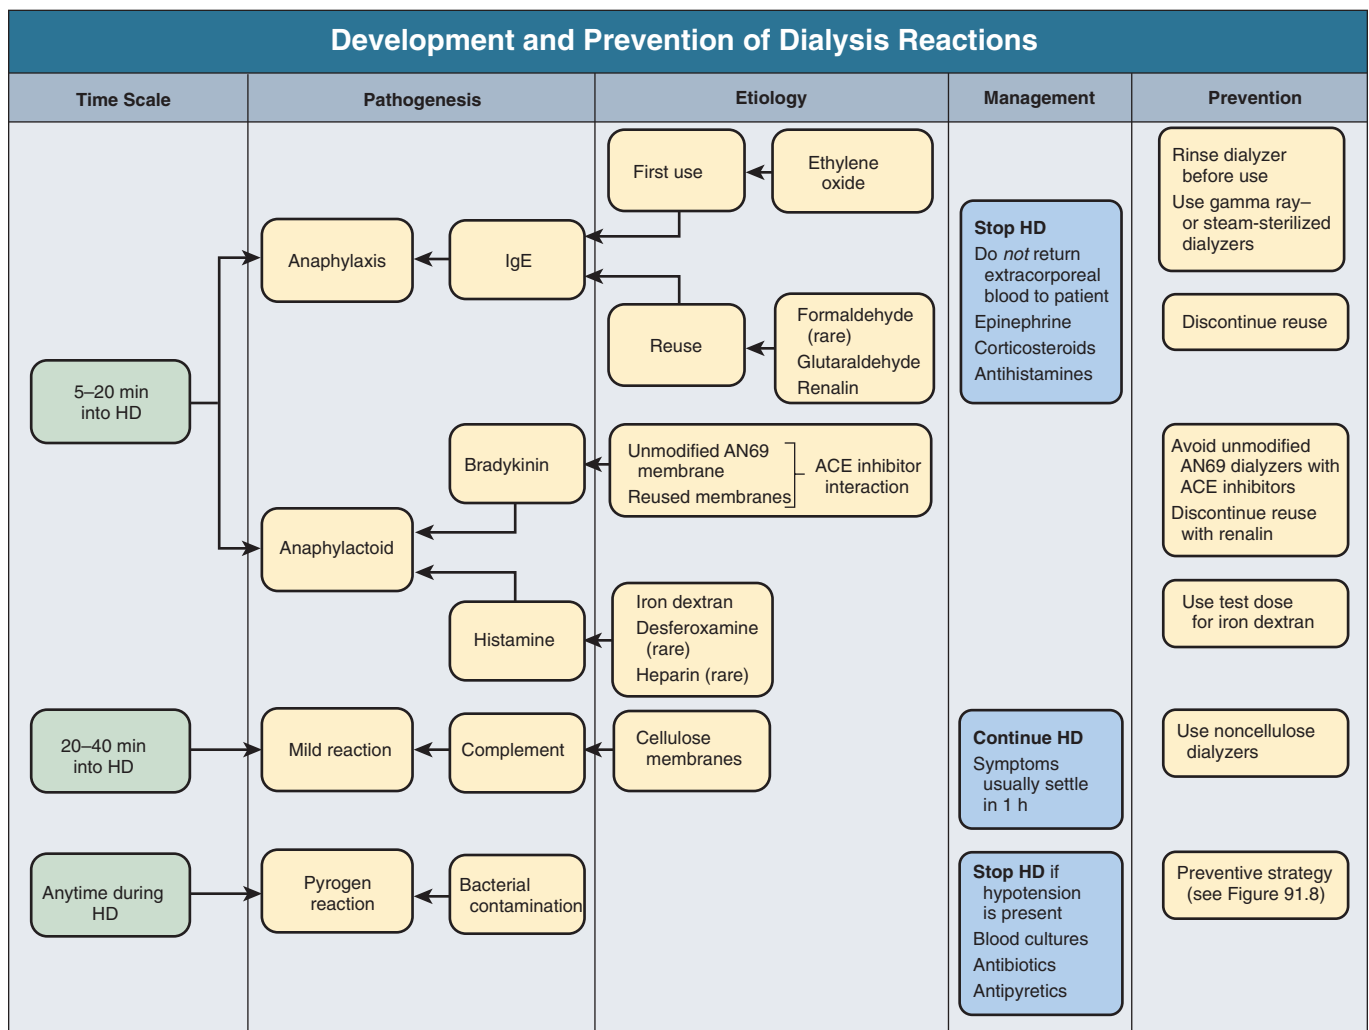 Development and Prevention of Dialysis Reactions
Time Scale
Pathogenesis
Etiology
Management
Prevention
5–20 min
into HD
Anaphylaxis
IgE
First use
Ethylene
oxide
Reuse
Formaldehyde
(rare)
Glutaraldehyde
Renalin
Anaphylactoid
Bradykinin
Unmodified AN69
membrane
Reused membranes
ACE inhibitor
interaction
Histamine
Iron dextran
Desferoxamine
(rare)
Heparin (rare)
Stop HD
Do not return
extracorporeal
blood to patient
Epinephrine
Corticosteroids
Antihistamines
Rinse dialyzer
before use
Use gamma ray–
or steam-sterilized
dialyzers
Discontinue reuse
Avoid unmodified
AN69 dialyzers with
ACE inhibitors
Discontinue reuse
with renalin
Use test dose
for iron dextran
20–40 min
into HD
Mild reaction
Complement
Cellulose
membranes
Continue HD
Symptoms
usually settle
in 1 h
Use noncellulose
dialyzers
Anytime during
HD
Pyrogen
reaction
Bacterial
contamination
Stop HD if
hypotension
is present
Blood cultures
Antibiotics
Antipyretics
Preventive strategy
(see Figure 91.8)